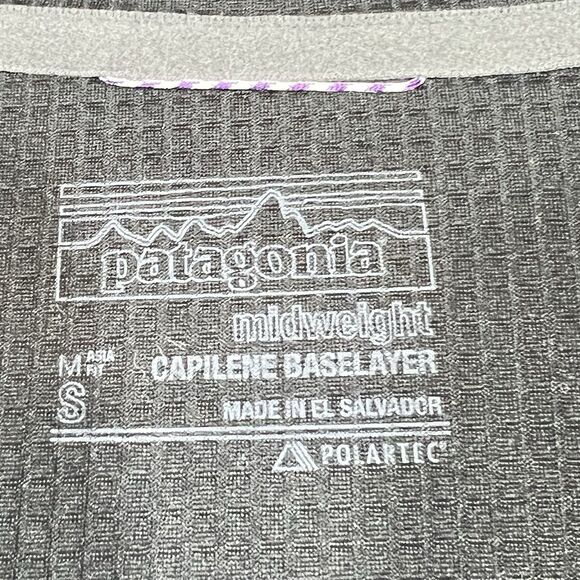 patagonia
midweight
M ASIA FIT CAPILENE BASELAYER
S MADE IN EL SALVADOR
POLARTEC®